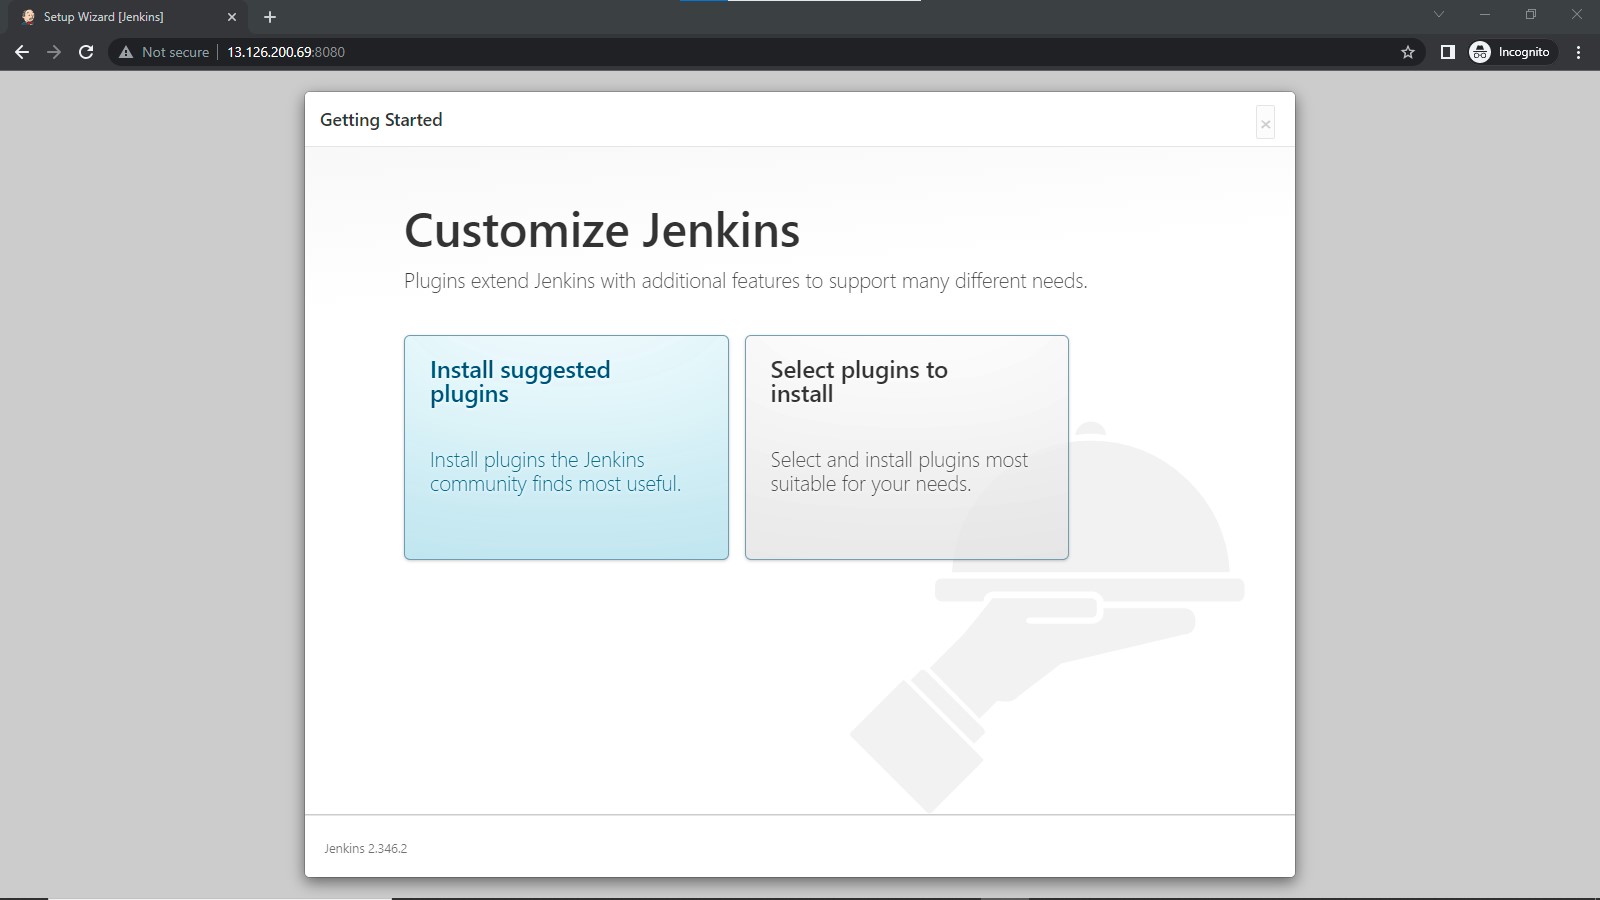 Setup Wizard [Jenkins]
Not secure
13.126.200.69:8080
Incognito
Getting Started
Customize Jenkins
Plugins extend Jenkins with additional features to support many different needs.
Install suggested
plugins
Install plugins the Jenkins
community finds most useful.
Select plugins to
install
Select and install plugins most
suitable for your needs.
Jenkins 2.346.2